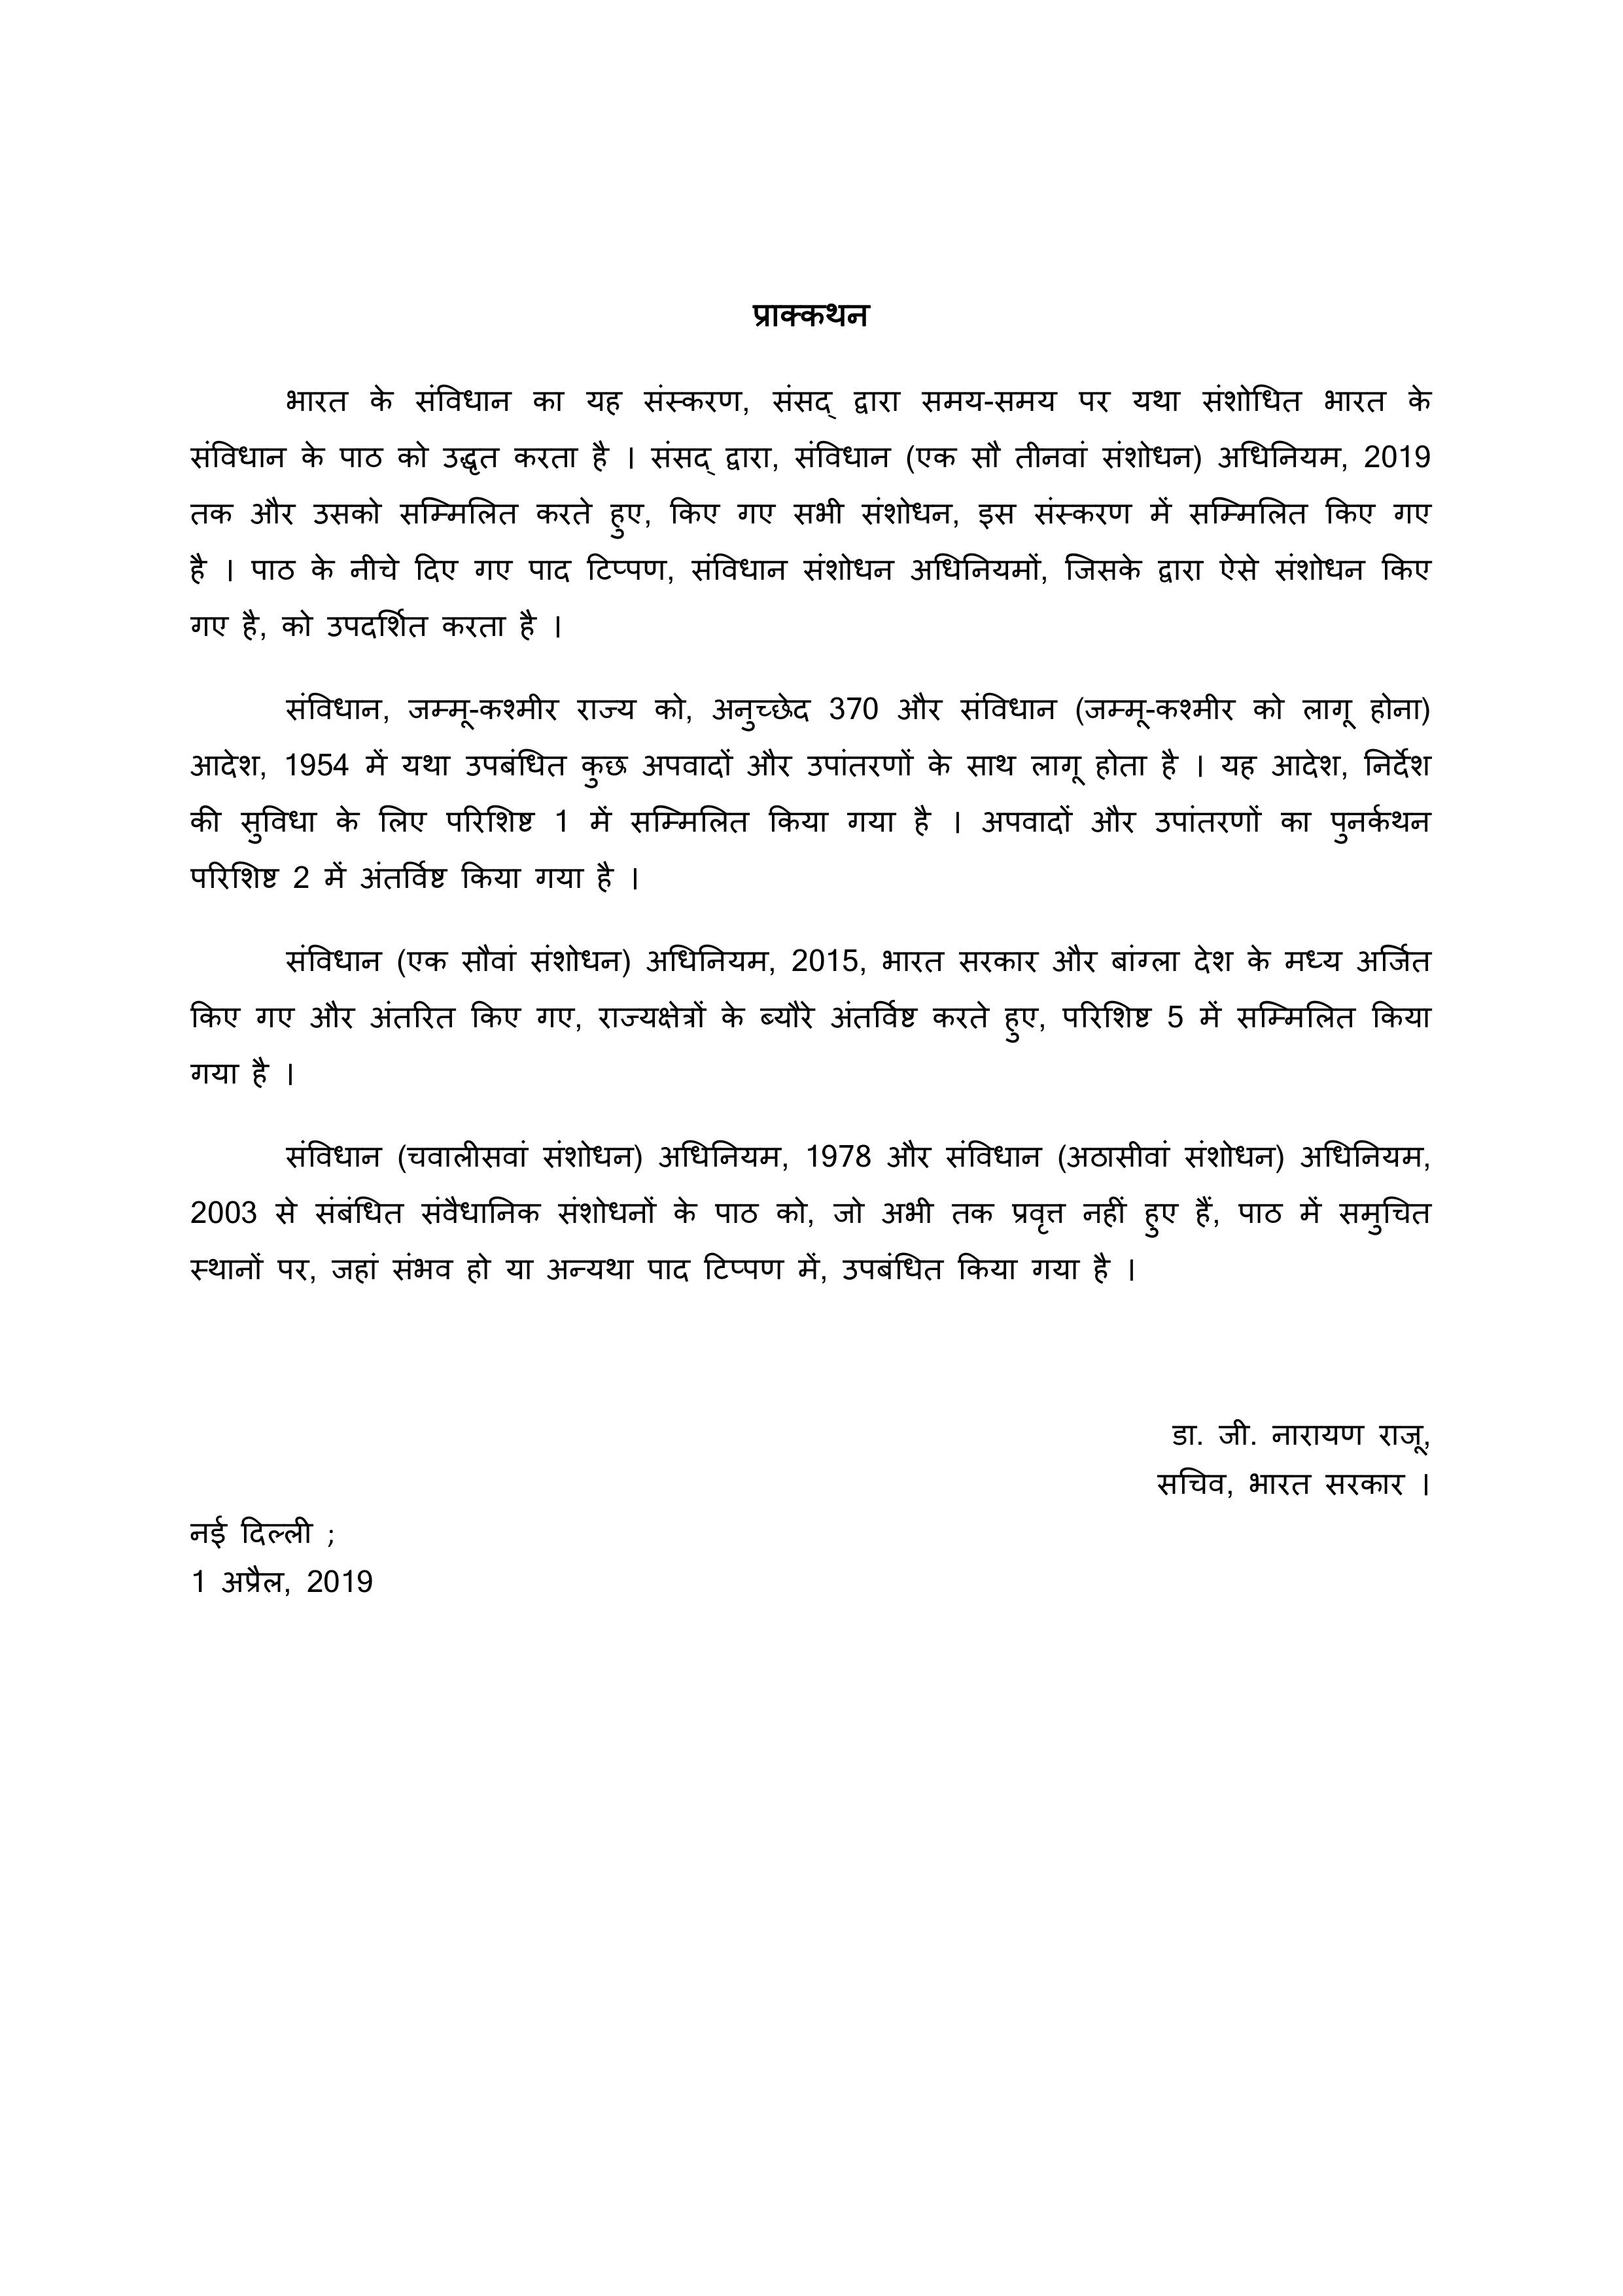 प्राक्कथन
भारत के संविधान का यह संस्करण, संसद् द्वारा समय-समय पर यथा संशोधित भारत के
संविधान के पाठ को उद्धृत करता है । संसद् द्वारा, संविधान (एक सौ तीनवां संशोधन) अधिनियम, 2019
तक और उसको सम्मिलित करते हुए, किए गए सभी संशोधन, इस संस्करण में सम्मिलित किए गए
है । पाठ के नीचे दिए गए पाद टिप्पण, संविधान संशोधन अधिनियमों, जिसके द्वारा ऐसे संशोधन किए
गए है, को उपदर्शित करता है ।
संविधान, जम्मू-कश्मीर राज्य को, अनुच्छेद 370 और संविधान (जम्मू-कश्मीर को लागू होना)
आदेश, 1954 में यथा उपबंधित कुछ अपवादों और उपांतरणों के साथ लागू होता है । यह आदेश, निर्देश
की सुविधा के लिए परिशिष्ट 1 में सम्मिलित किया गया है । अपवादों और उपांतरणों का पुनर्कथन
परिशिष्ट 2 में अंतर्विष्ट किया गया है ।
संविधान (एक सौवां संशोधन) अधिनियम, 2015, भारत सरकार और बांग्ला देश के मध्य अर्जित
किए गए और अंतरित किए गए, राज्यक्षेत्रों के ब्यौरे अंतर्विष्ट करते हुए, परिशिष्ट 5 में सम्मिलित किया
गया है ।
संविधान (चवालीसवां संशोधन) अधिनियम, 1978 और संविधान (अठासीवां संशोधन) अधिनियम,
2003 से संबंधित संवैधानिक संशोधनों के पाठ को, जो अभी तक प्रवृत्त नहीं हुए हैं, पाठ में समुचित
स्थानों पर, जहां संभव हो या अन्यथा पाद टिप्पण में, उपबंधित किया गया है ।
डा. जी. नारायण राजू,
सचिव, भारत सरकार ।
नई दिल्ली ;
1 अप्रैल, 2019